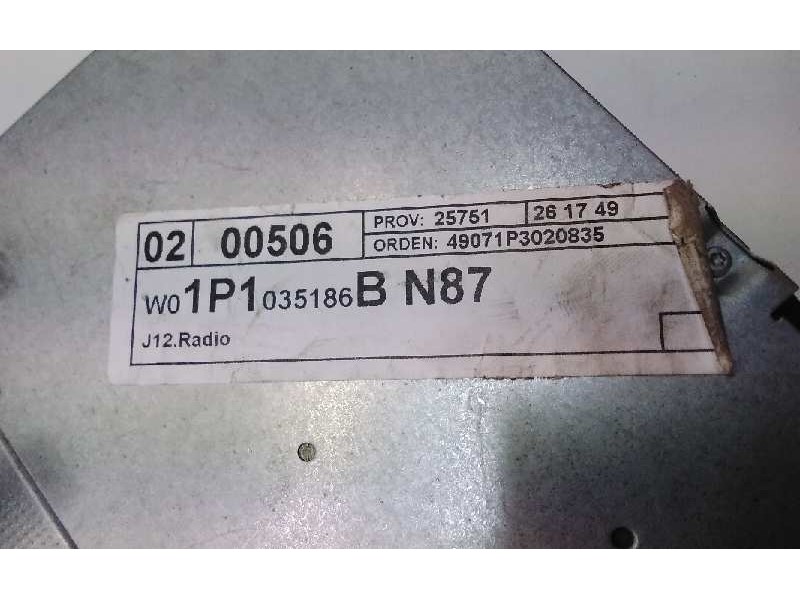 02 00506 PROV: 25751 26 17 49
ORDEN: 49071P3020835
W01P1035186B N87
J12.Radio